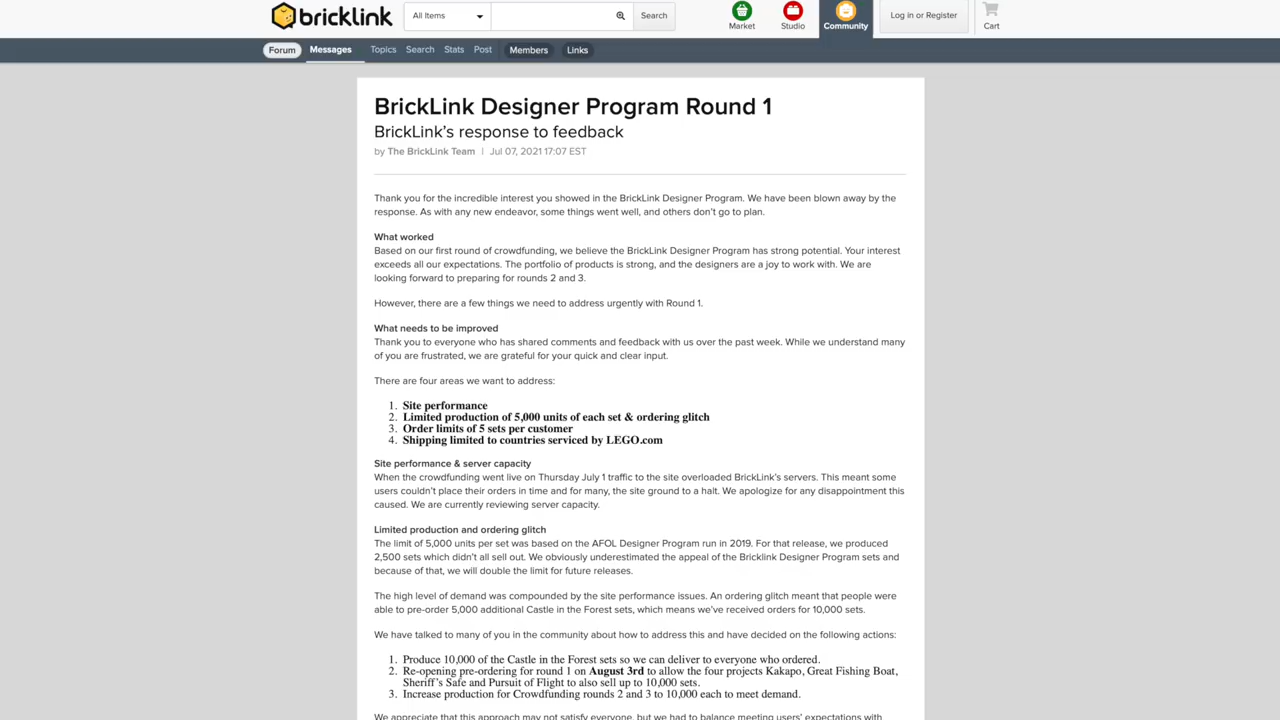 bricklink
All Items
Search
Market
Studio
Community
Log in or Register
Cart
Forum
Messages
Topics
Search
Stats
Post
Members
Links
BrickLink Designer Program Round 1
BrickLink's response to feedback
by The BrickLink Team | Jul 07, 2021 17:07 EST
Thank you for the incredible interest you showed in the BrickLink Designer Program. We have been blown away by the
response. As with any new endeavor, some things went well, and others don't go to plan.
What worked
Based on our first round of crowdfunding, we believe the BrickLink Designer Program has strong potential. Your interest
exceeds all our expectations. The portfolio of products is strong, and the designers are a joy to work with. We are
looking forward to preparing for rounds 2 and 3.
However, there are a few things we need to address urgently with Round 1.
What needs to be improved
Thank you to everyone who has shared comments and feedback with us over the past week. While we understand many
of you are frustrated, we are grateful for your quick and clear input.
There are four areas we want to address:
1. Site performance
2. Limited production of 5,000 units of each set & ordering glitch
3. Order limits of 5 sets per customer
4. Shipping limited to countries serviced by LEGO.com
Site performance & server capacity
When the crowdfunding went live on Thursday July 1 traffic to the site overloaded BrickLink's servers. This meant some
users couldn't place their orders in time and for many, the site ground to a halt. We apologize for any disappointment this
caused. We are currently reviewing server capacity.
Limited production and ordering glitch
The limit of 5,000 units per set was based on the AFOL Designer Program run in 2019. For that release, we produced
2,500 sets which didn't all sell out. We obviously underestimated the appeal of the Bricklink Designer Program sets and
because of that, we will double the limit for future releases.
The high level of demand was compounded by the site performance issues. An ordering glitch meant that people were
able to pre-order 5,000 additional Castle in the Forest sets, which means we've received orders for 10,000 sets.
We have talked to many of you in the community about how to address this and have decided on the following actions:
1. Produce 10,000 of the Castle in the Forest sets so we can deliver to everyone who ordered.
2. Re-opening pre-ordering for round 1 on August 3rd to allow the four projects Kakapo, Great Fishing Boat,
Sheriff's Safe and Pursuit of Flight to also sell up to 10,000 sets.
3. Increase production for Crowdfunding rounds 2 and 3 to 10,000 each to meet demand.
We appreciate that this approach may not satisfy everyone, but we had to balance meeting users' expectations with